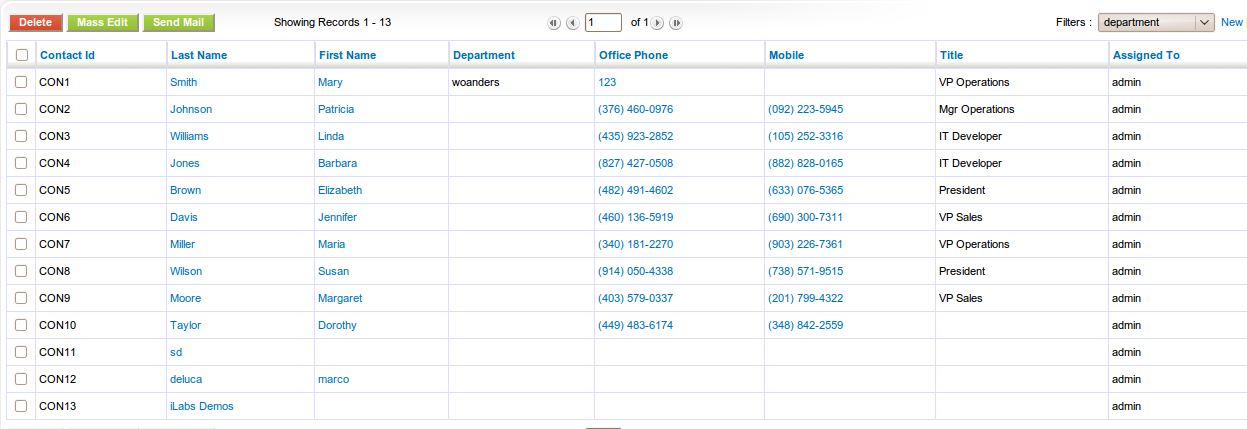 Delete Mass Edit Send Mail Showing Records 1 - 13 1 of 1 Filters : department New
Contact Id Last Name First Name Department Office Phone Mobile Title Assigned To
CON1 Smith Mary woanders 123 VP Operations admin
CON2 Johnson Patricia (376) 460-0976 (092) 223-5945 Mgr Operations admin
CON3 Williams Linda (435) 923-2852 (105) 252-3316 IT Developer admin
CON4 Jones Barbara (827) 427-0508 (882) 828-0165 IT Developer admin
CON5 Brown Elizabeth (482) 491-4602 (633) 076-5365 President admin
CON6 Davis Jennifer (460) 136-5919 (690) 300-7311 VP Sales admin
CON7 Miller Maria (340) 181-2270 (903) 226-7361 VP Operations admin
CON8 Wilson Susan (914) 050-4338 (738) 571-9515 President admin
CON9 Moore Margaret (403) 579-0337 (201) 799-4322 VP Sales admin
CON10 Taylor Dorothy (449) 483-6174 (348) 842-2559 admin
CON11 sd admin
CON12 deluca marco admin
CON13 iLabs Demos admin